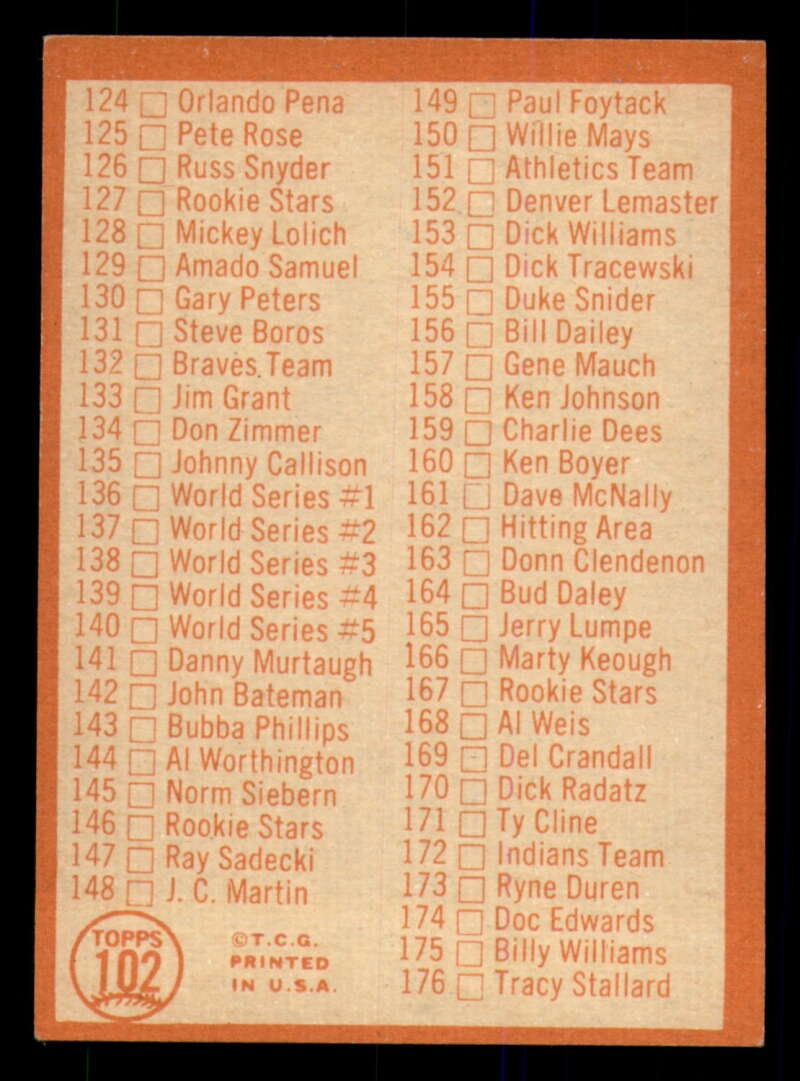 124 Orlando Pena
125 Pete Rose
126 Russ Snyder
127 Rookie Stars
128 Mickey Lolich
129 Amado Samuel
130 Gary Peters
131 Steve Boros
132 Braves Team
133 Jim Grant
134 Don Zimmer
135 Johnny Callison
136 World Series #1
137 World Series #2
138 World Series #3
139 World Series #4
140 World Series #5
141 Danny Murtaugh
142 John Bateman
143 Bubba Phillips
144 Al Worthington
145 Norm Siebern
146 Rookie Stars
147 Ray Sadecki
148 J. C. Martin
TOPPS
102
©T.C.G.
PRINTED
IN U.S.A.
149 Paul Foytack
150 Willie Mays
151 Athletics Team
152 Denver Lemaster
153 Dick Williams
154 Dick Tracewski
155 Duke Snider
156 Bill Dailey
157 Gene Mauch
158 Ken Johnson
159 Charlie Dees
160 Ken Boyer
161 Dave McNally
162 Hitting Area
163 Donn Clendenon
164 Bud Daley
165 Jerry Lumpe
166 Marty Keough
167 Rookie Stars
168 Al Weis
169 Del Crandall
170 Dick Radatz
171 Ty Cline
172 Indians Team
173 Ryne Duren
174 Doc Edwards
175 Billy Williams
176 Tracy Stallard